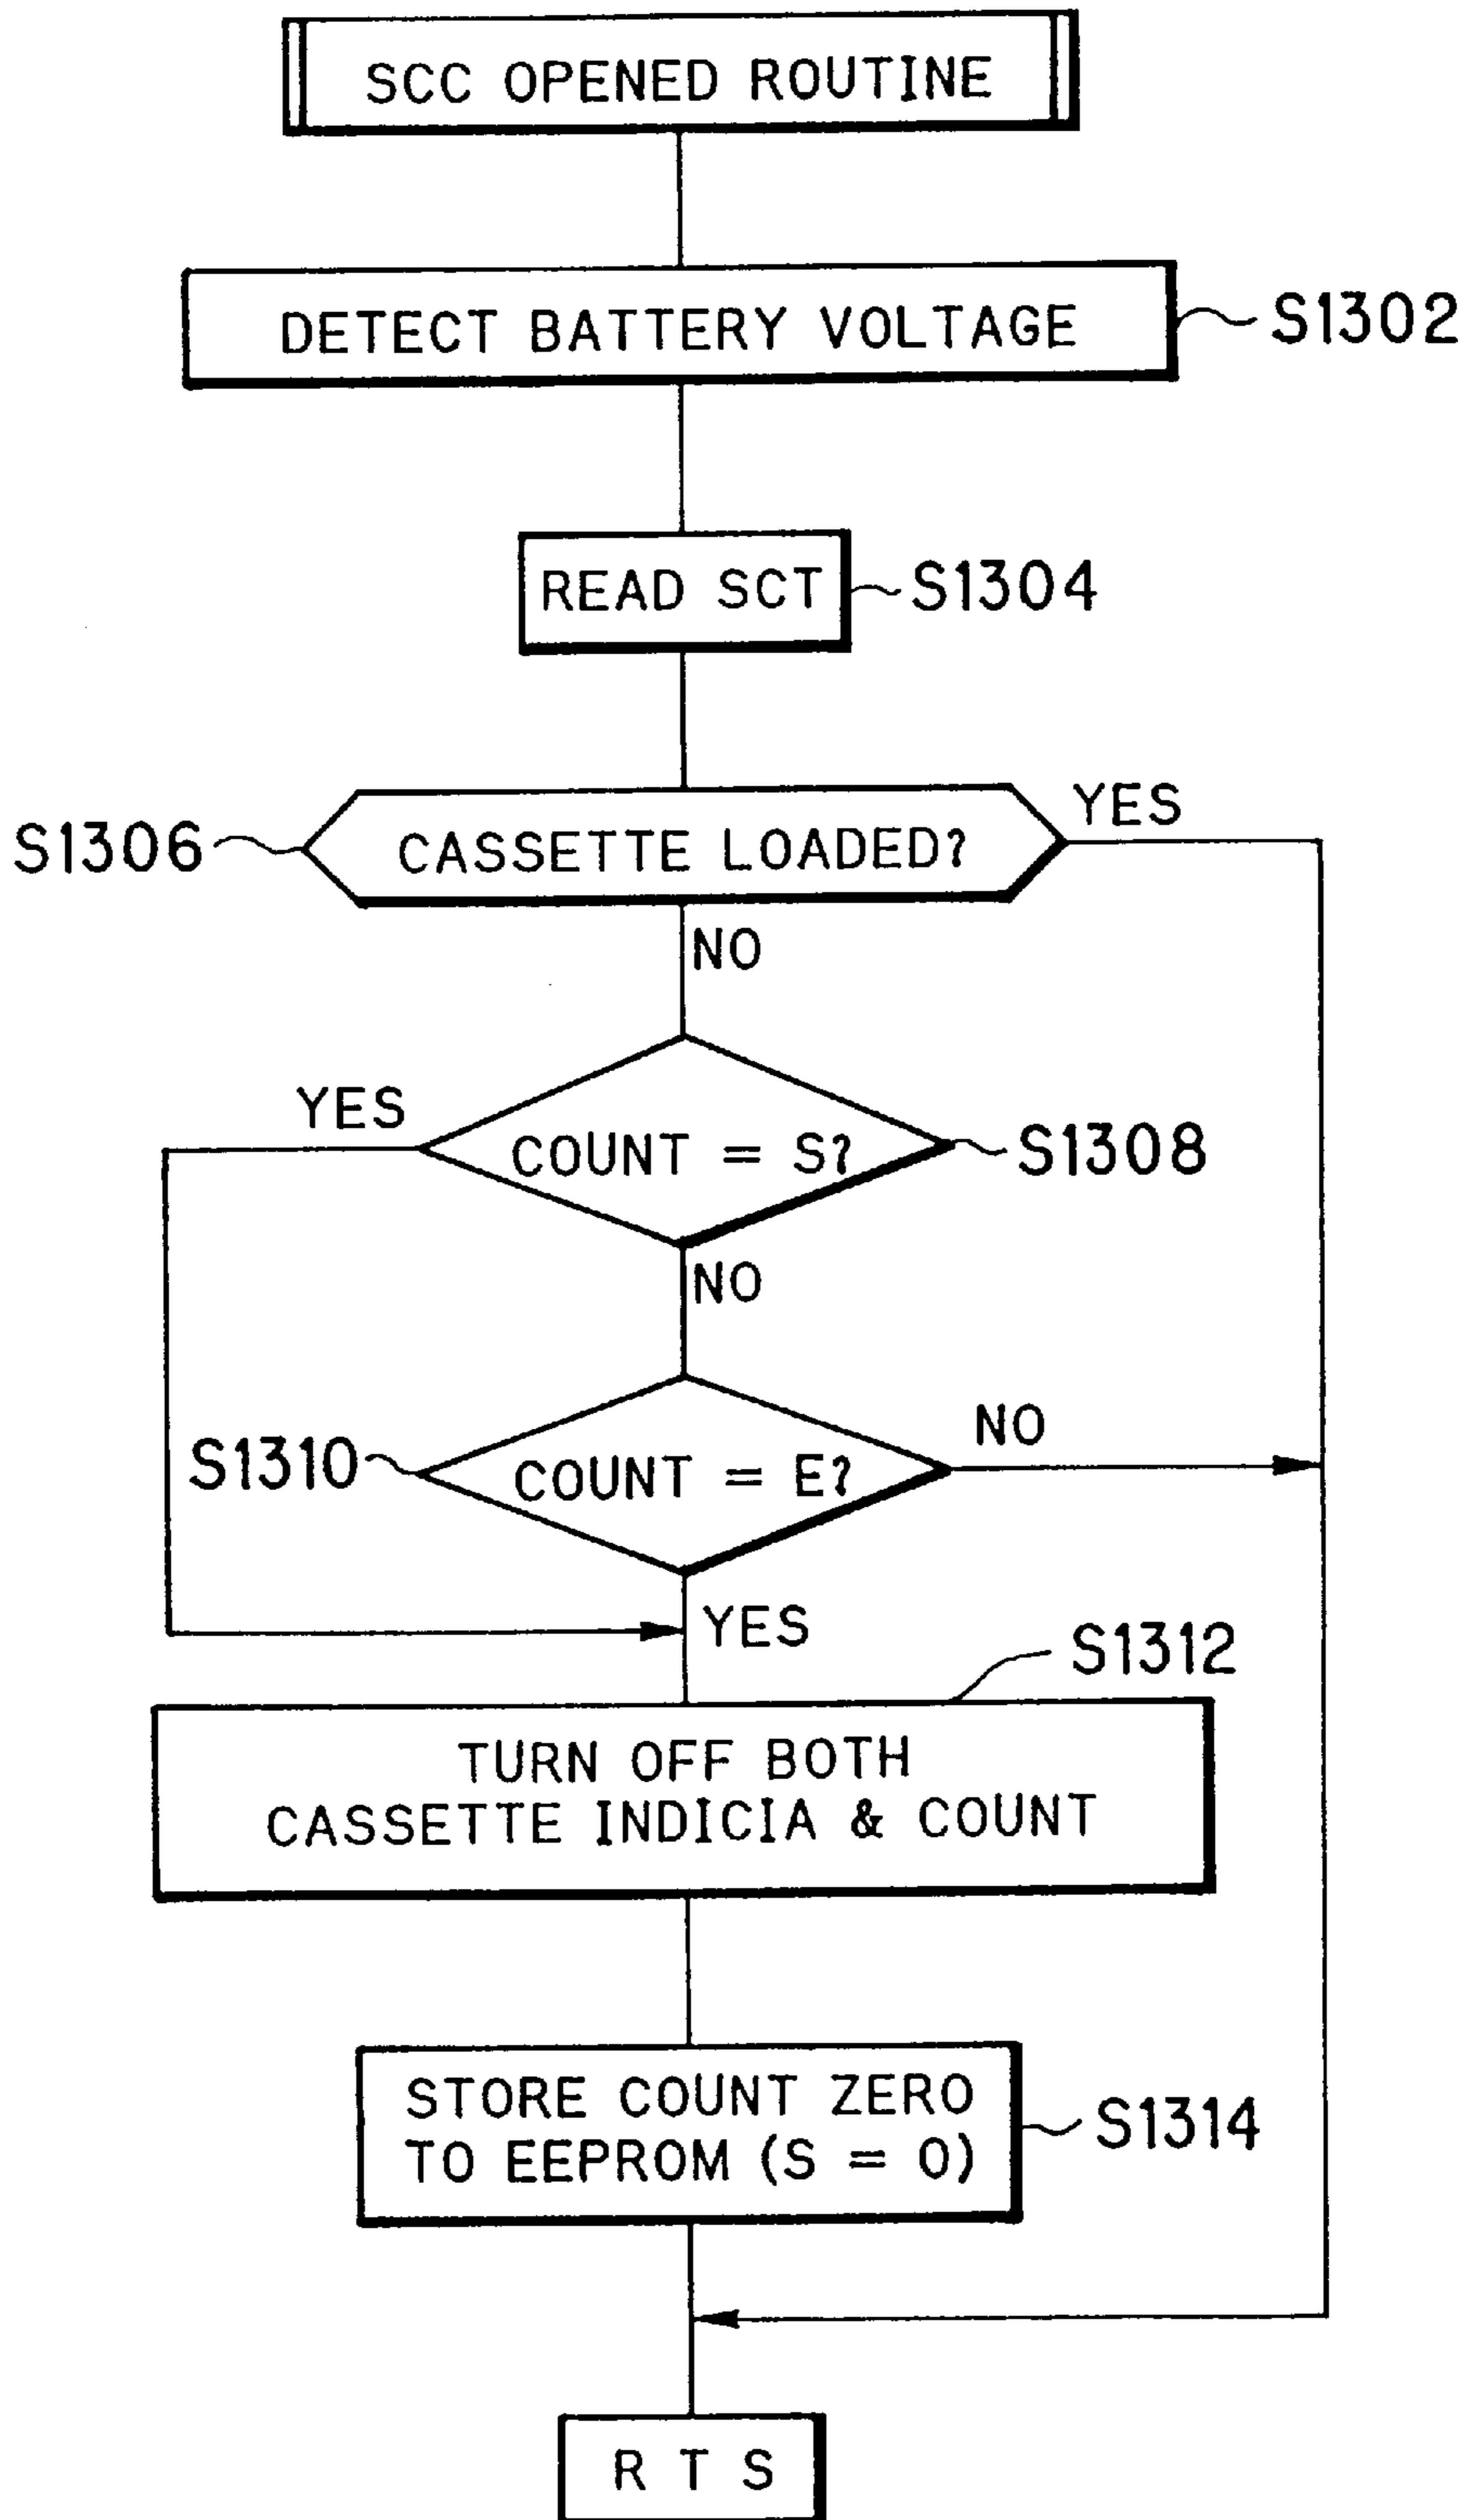 SCC OPENED ROUTINE
DETECT BATTERY VOLTAGE
S1302
READ SCT
S1304
YES
S1306
CASSETTE LOADED?
NO
YES
COUNT = S?
S1308
NO
NO
S1310
COUNT = E?
YES
S1312
TURN OFF BOTH
CASSETTE INDICIA & COUNT
STORE COUNT ZERO
TO EEPROM (S = 0)
S1314
R T S